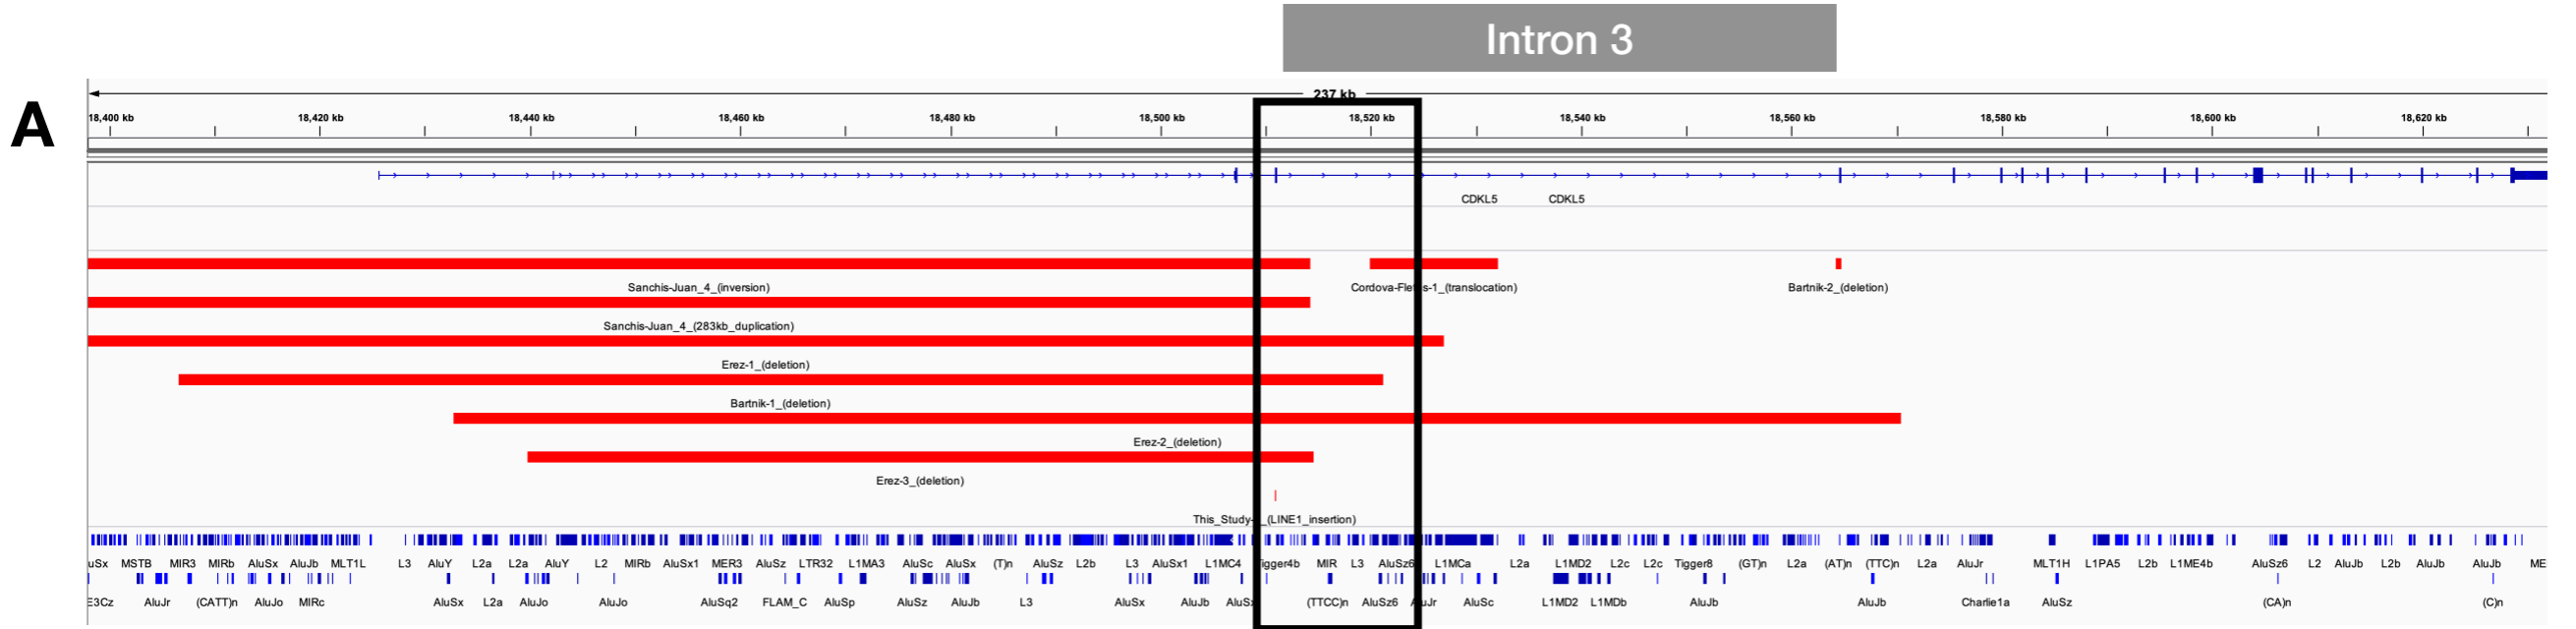 Intron 3
A
237 kb
18,400 kb 18,420 kb 18,440 kb 18,460 kb 18,480 kb 18,500 kb 18,520 kb 18,540 kb 18,560 kb 18,580 kb 18,600 kb 18,620 kb
CDKL5 CDKL5
Sanchis-Juan_4_(inversion) s-1_(translocation) Bartnik-2_(deletion)
Sanchis-Juan_4_(283kb_duplication)
Erez-1_(deletion)
Bartnik-1_(deletion)
Erez-2_(deletion)
Erez-3_(deletion)
This_Study- _(LINE1_insertion)
uSx MSTB MIR3 MIRb AluSx AluJb MLT1L L3 AluY L2a L2a AluY L2 MIRb AluSx1 MER3 AluSz LTR32 L1MA3 AluSc AluSx (T)n AluSz L2b L3 AluSx1 L1MC4 igger4b MIR L3 AluSz6 L1MCa L2a L1MD2 L2c L2c Tigger8 (GT)n L2a (AT)n (TTC)n L2a AluJr MLT1H L1PA5 L2b L1ME4b AluSz6 L2 AluJb L2b AluJb AluJb ME
E3Cz AluJr (CATT)n AluJo MIRc AluSx L2a AluJo AluJo AluSq2 FLAM_C AluSp AluSz AluJb L3 AluSx AluJb AluS (TTCC)n AluSz6 uJr AluSc L1MD2 L1MDb AluJb AluJb Charlie1a AluSz (CA)n (C)n